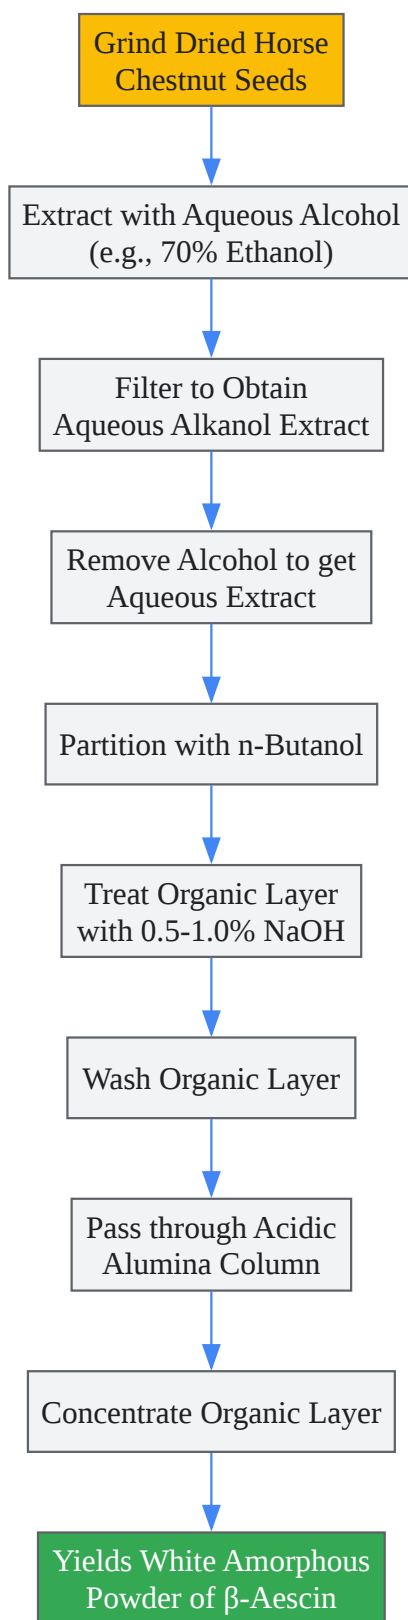 Grind Dried Horse
Chestnut Seeds
Extract with Aqueous Alcohol
(e.g., 70% Ethanol)
Filter to Obtain
Aqueous Alkanol Extract
Remove Alcohol to get
Aqueous Extract
Partition with n-Butanol
Treat Organic Layer
with 0.5-1.0% NaOH
Wash Organic Layer
Pass through Acidic
Alumina Column
Concentrate Organic Layer
Yields White Amorphous
Powder of β-Aescin